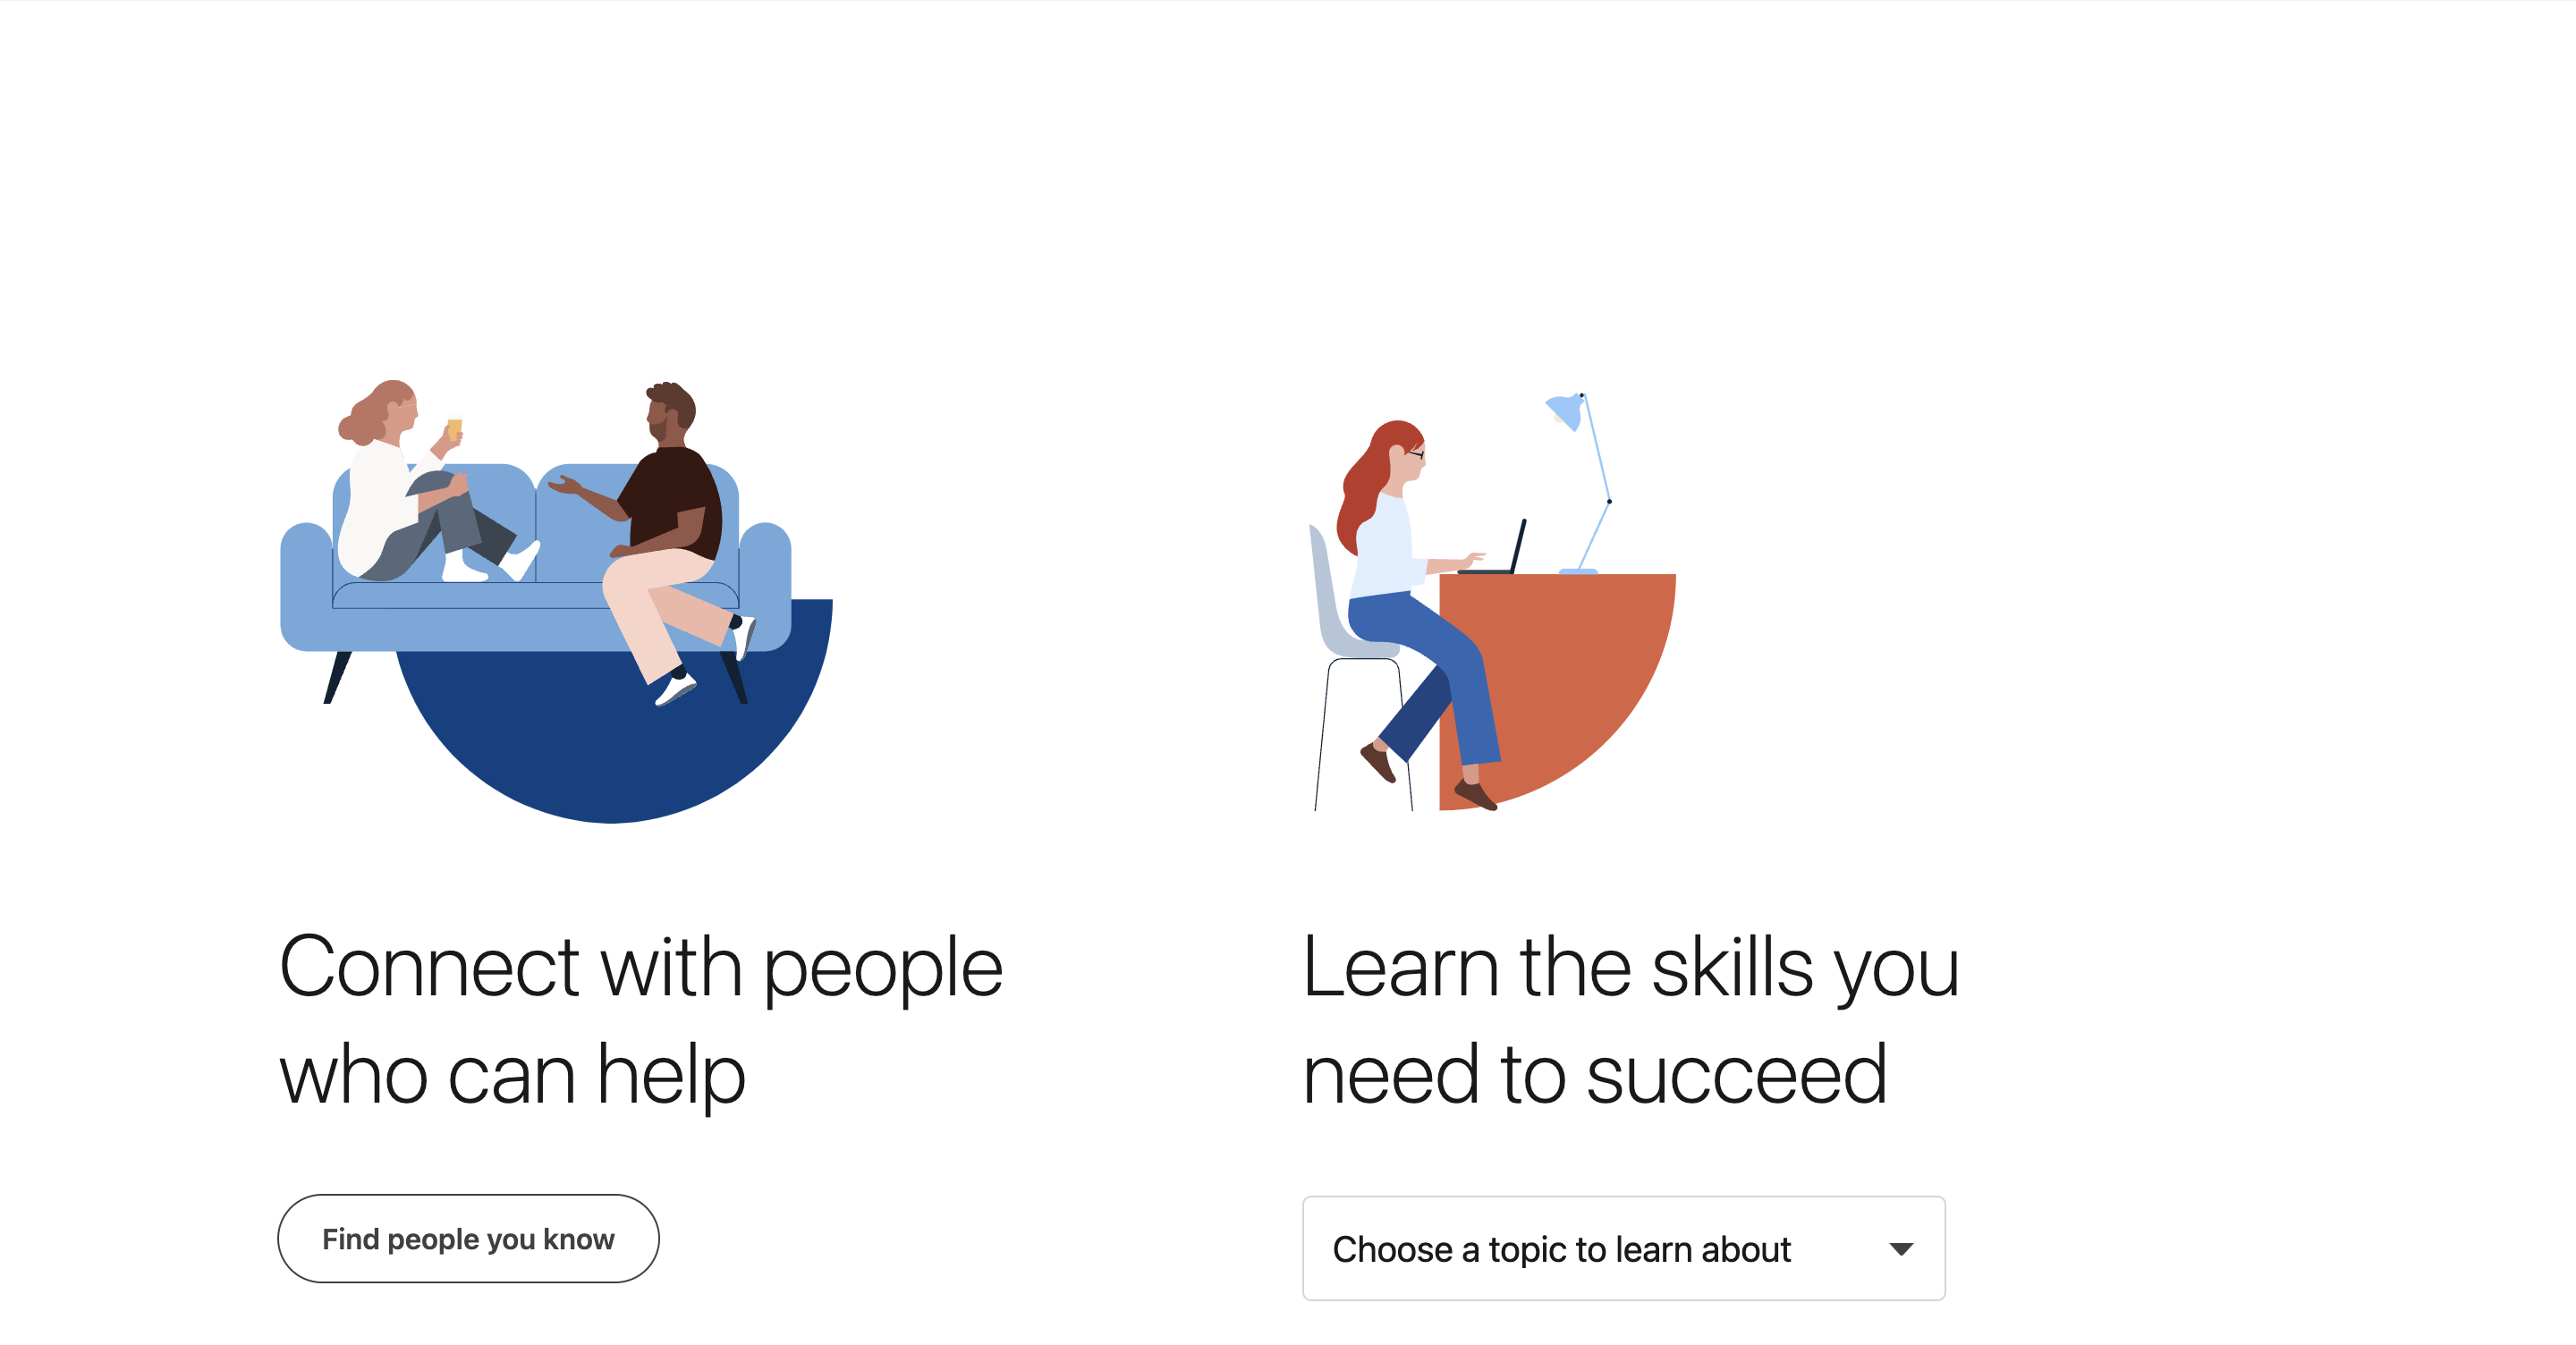 Connect with people
who can help
Find people you know
Learn the skills you
need to succeed
Choose a topic to learn about